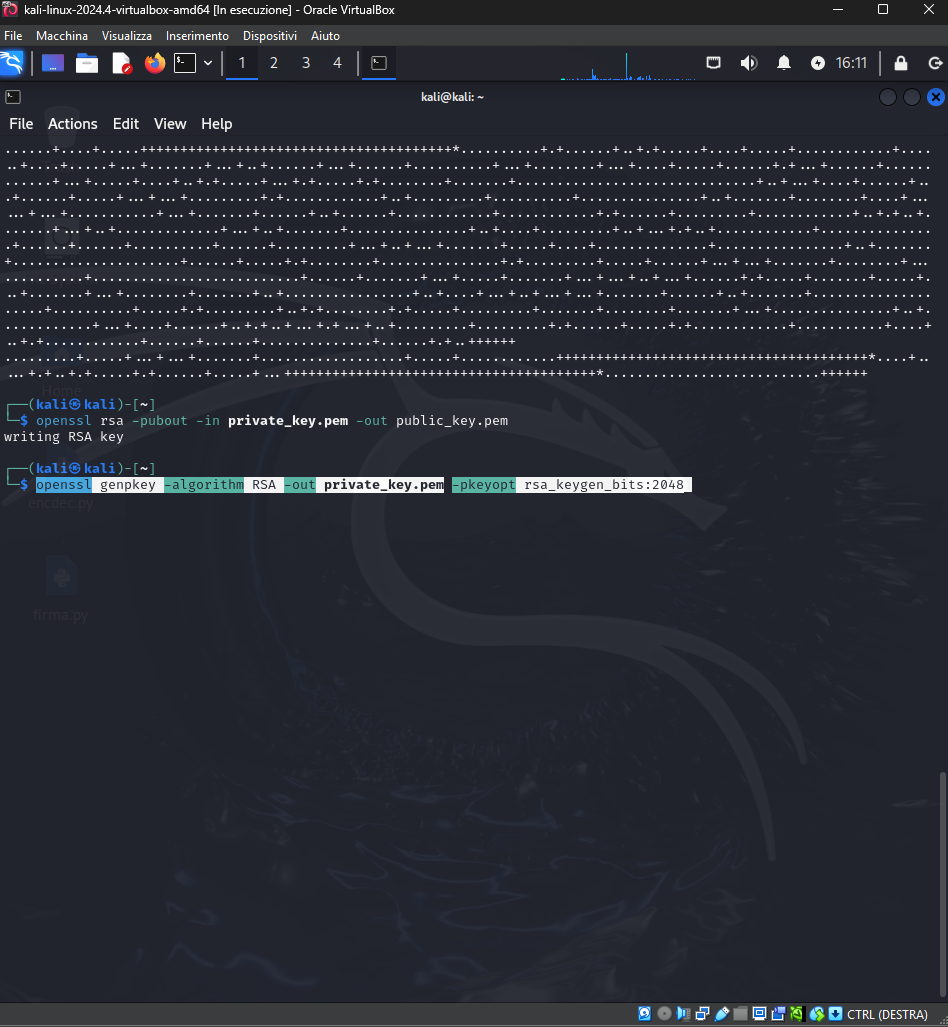 kali-linux-2024.4-virtualbox-amd64 [In esecuzione] - Oracle VirtualBox
File Macchina Visualizza Inserimento Dispositivi Aiuto
1 2 3 4 16:11
kali@kali: ~
File Actions Edit View Help
┌──(kali㉿kali)-[~]
└─$ openssl rsa -pubout -in private_key.pem -out public_key.pem
writing RSA key
┌──(kali㉿kali)-[~]
└─$ openssl genpkey -algorithm RSA -out private_key.pem -pkeyopt rsa_keygen_bits:2048
Home
encdec.py
firma.py
CTRL (DESTRA)